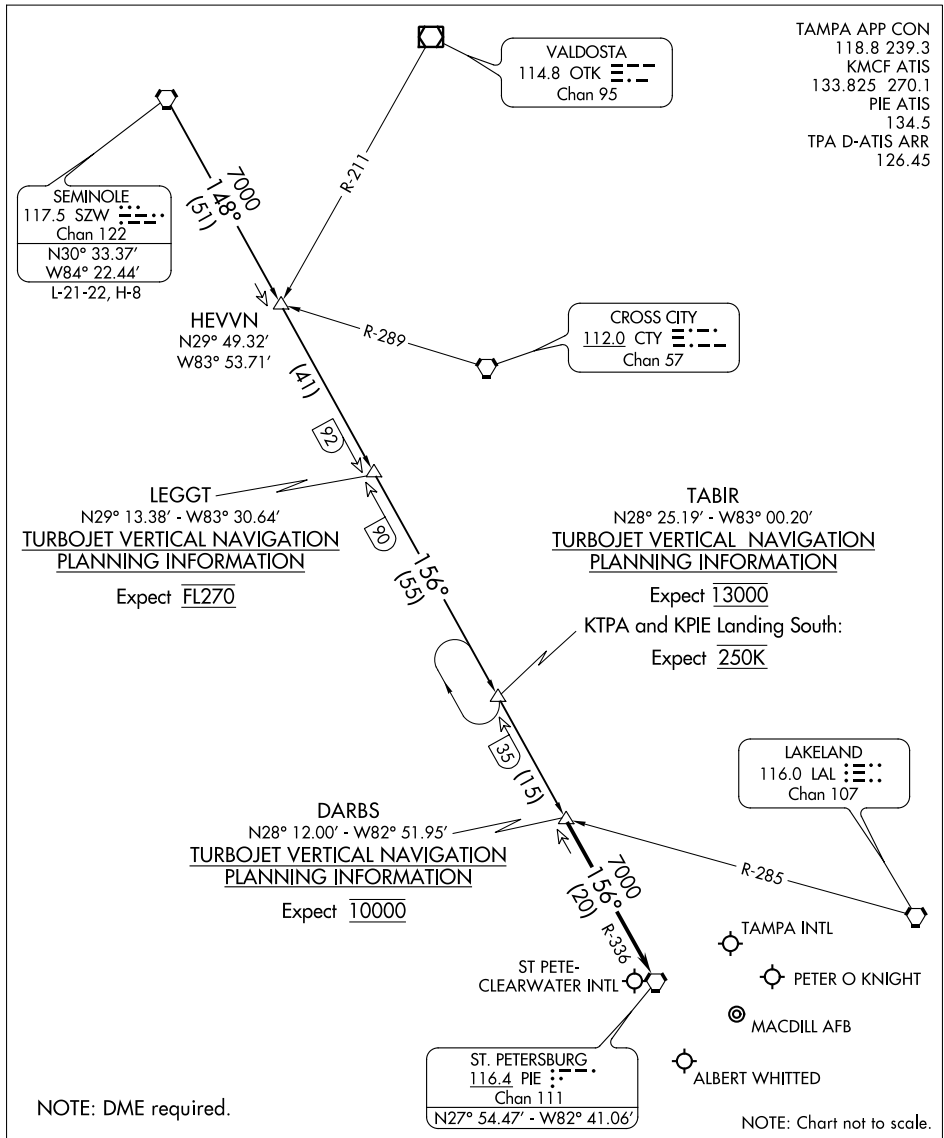 TAMPA APP CON
118.8 239.3
KMCF ATIS
133.825 270.1
PIE ATIS
134.5
TPA D-ATIS ARR
126.45
VALDOSTA
114.8 OTK
Chan 95
R-211
SEMINOLE
117.5 SZW
Chan 122
N30° 33.37'
W84° 22.44'
L-21-22, H-8
7000
148°
(51)
HEVVN
N29° 49.32'
W83° 53.71'
R-289
CROSS CITY
112.0 CTY
Chan 57
(41)
92
LEGGT
N29° 13.38' - W83° 30.64'
TURBOJET VERTICAL NAVIGATION
PLANNING INFORMATION
Expect FL270
90
156°
(55)
TABIR
N28° 25.19' - W83° 00.20'
TURBOJET VERTICAL NAVIGATION
PLANNING INFORMATION
Expect 13000
KTPA and KPIE Landing South:
Expect 250K
35
(15)
LAKELAND
116.0 LAL
Chan 107
DARBS
N28° 12.00' - W82° 51.95'
TURBOJET VERTICAL NAVIGATION
PLANNING INFORMATION
Expect 10000
R-285
7000
156°
(20)
R-336
TAMPA INTL
ST PETE-
CLEARWATER INTL
PETER O KNIGHT
MACDILL AFB
ALBERT WHITTED
ST. PETERSBURG
116.4 PIE
Chan 111
N27° 54.47' - W82° 41.06'
NOTE: DME required.
NOTE: Chart not to scale.